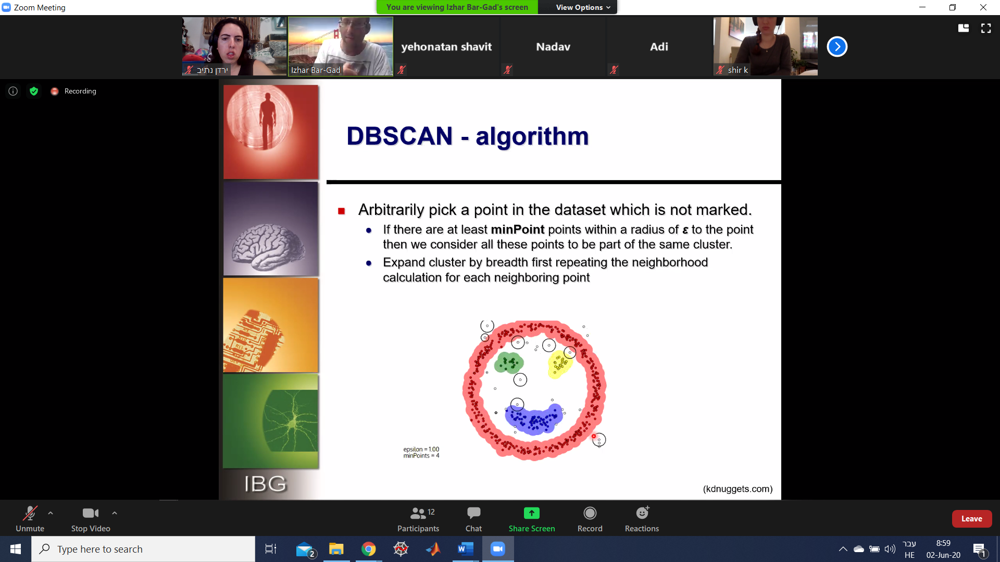 Zoom Meeting
You are viewing Izhar Bar-Gad's screen
View Options
ירדן נתיב
Izhar Bar-Gad
yehonatan shavit
Nadav
Adi
shir k
Recording
DBSCAN - algorithm
Arbitrarily pick a point in the dataset which is not marked.
If there are at least minPoint points within a radius of ε to the point
then we consider all these points to be part of the same cluster.
Expand cluster by breadth first repeating the neighborhood
calculation for each neighboring point
epsilon = 1.00
minPoints = 4
IBG
(kdnuggets.com)
Unmute
Stop Video
12
Participants
Chat
Share Screen
Record
Reactions
Leave
Type here to search
2
W
עבר
HE
8:59
02-Jun-20
1